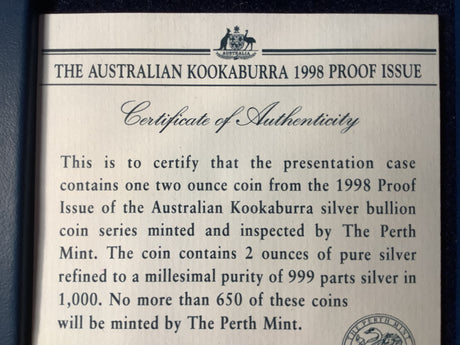 AUSTRALIA
THE AUSTRALIAN KOOKABURRA 1998 PROOF ISSUE
Certificate of Authenticity
This is to certify that the presentation case
contains one two ounce coin from the 1998 Proof
Issue of the Australian Kookaburra silver bullion
coin series minted and inspected by The Perth
Mint. The coin contains 2 ounces of pure silver
refined to a millesimal purity of 999 parts silver in
1,000. No more than 650 of these coins
will be minted by The Perth Mint.
THE PERTH MINT